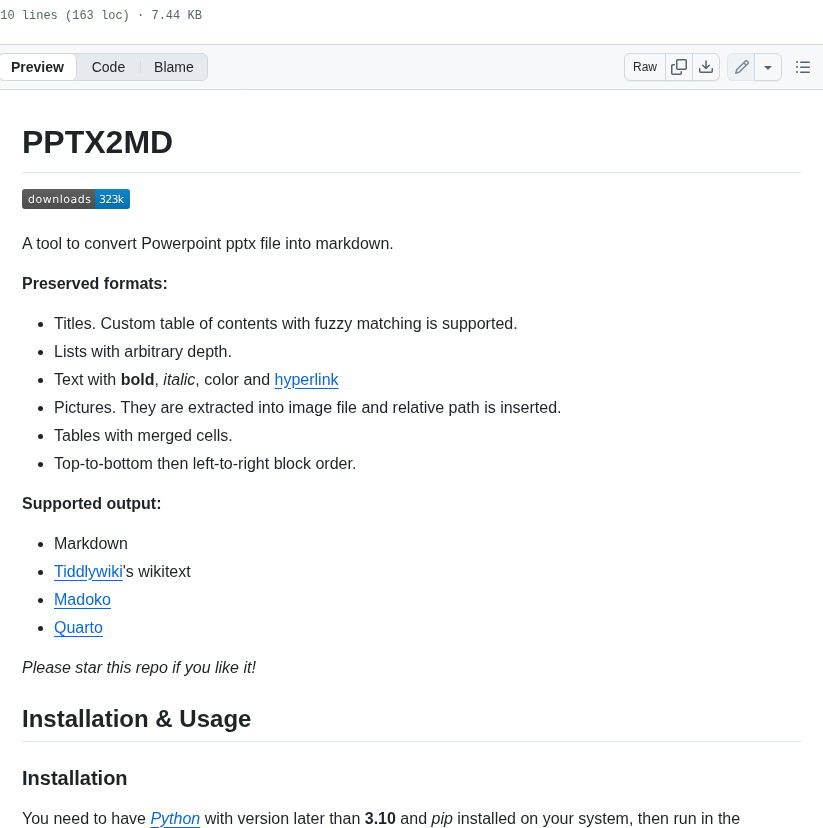 10 lines (163 loc) · 7.44 KB
Preview Code Blame Raw
PPTX2MD
downloads 323k
A tool to convert Powerpoint pptx file into markdown.
Preserved formats:
Titles. Custom table of contents with fuzzy matching is supported.
Lists with arbitrary depth.
Text with bold, italic, color and hyperlink
Pictures. They are extracted into image file and relative path is inserted.
Tables with merged cells.
Top-to-bottom then left-to-right block order.
Supported output:
Markdown
Tiddlywiki's wikitext
Madoko
Quarto
Please star this repo if you like it!
Installation & Usage
Installation
You need to have Python with version later than 3.10 and pip installed on your system, then run in the